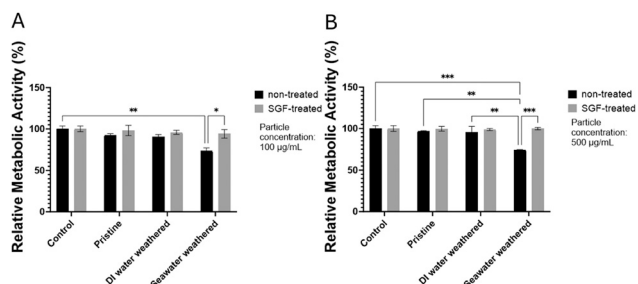 A
Relative Metabolic Activity (%)
150
100
50
0
**
*
non-treated
SGF-treated
Particle
concentration:
100 µg/mL
Control
Pristine
DI water weathered
Seawater weathered
B
Relative Metabolic Activity (%)
150
100
50
0
***
**
**
***
non-treated
SGF-treated
Particle
concentration:
500 µg/mL
Control
Pristine
DI water weathered
Seawater weathered